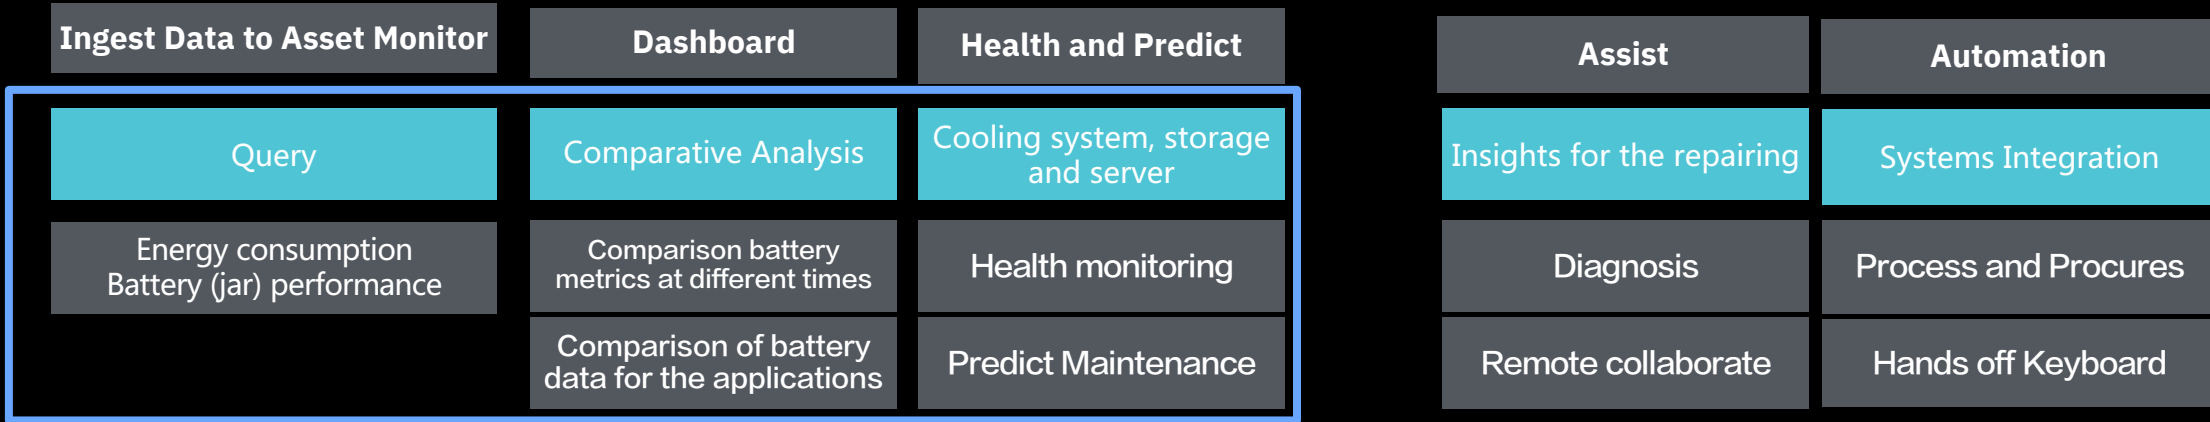 Ingest Data to Asset Monitor
Dashboard
Health and Predict
Assist
Automation
Query
Comparative Analysis
Cooling system, storage
and server
Insights for the repairing
Systems Integration
Energy consumption
Battery (jar) performance
Comparison battery
metrics at different times
Health monitoring
Diagnosis
Process and Procures
Comparison of battery
data for the applications
Predict Maintenance
Remote collaborate
Hands off Keyboard